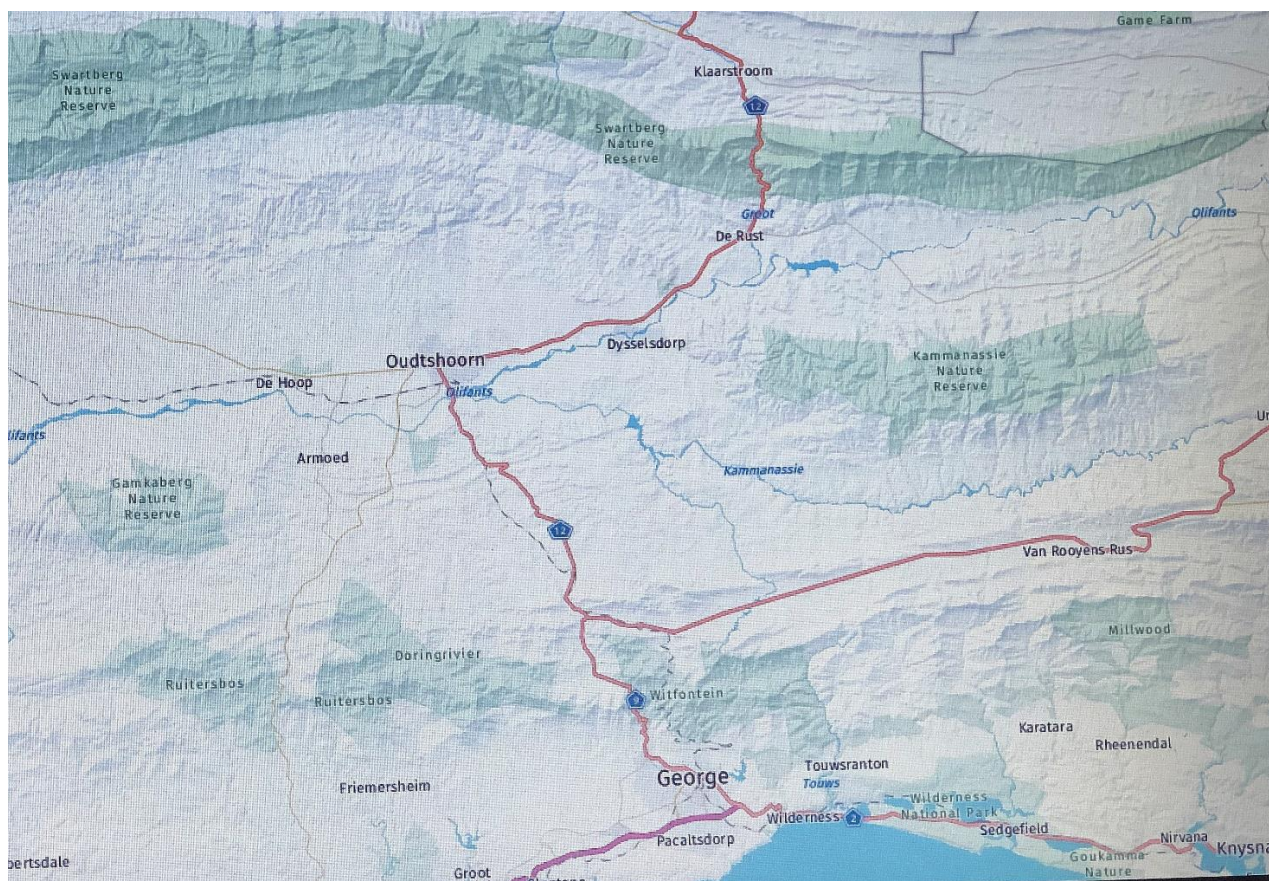 Game Farm
Klaarstroom
Swartberg
Nature
Reserve
12
Swartberg
Nature
Reserve
Groot
Olifants
De Rust
Dysselsdorp
Oudtshoorn
Kammanassie
Nature
Reserve
De Hoop
Olifants
lifants
Armoed
Kammanassie
Gamkaberg
Nature
Reserve
12
Van Rooyens Rus
Millwood
Doringrivier
Ruitersbos
Ruitersbos
9
Witfontein
Karatara
Rheenendal
Touwsranton
George
Touws
Friemersheim
Wilderness
National Park
Wilderness
2
Sedgefield
Pacaltsdorp
Nirvana
Knysna
Goukamma
Nature
bertsdale
Groot